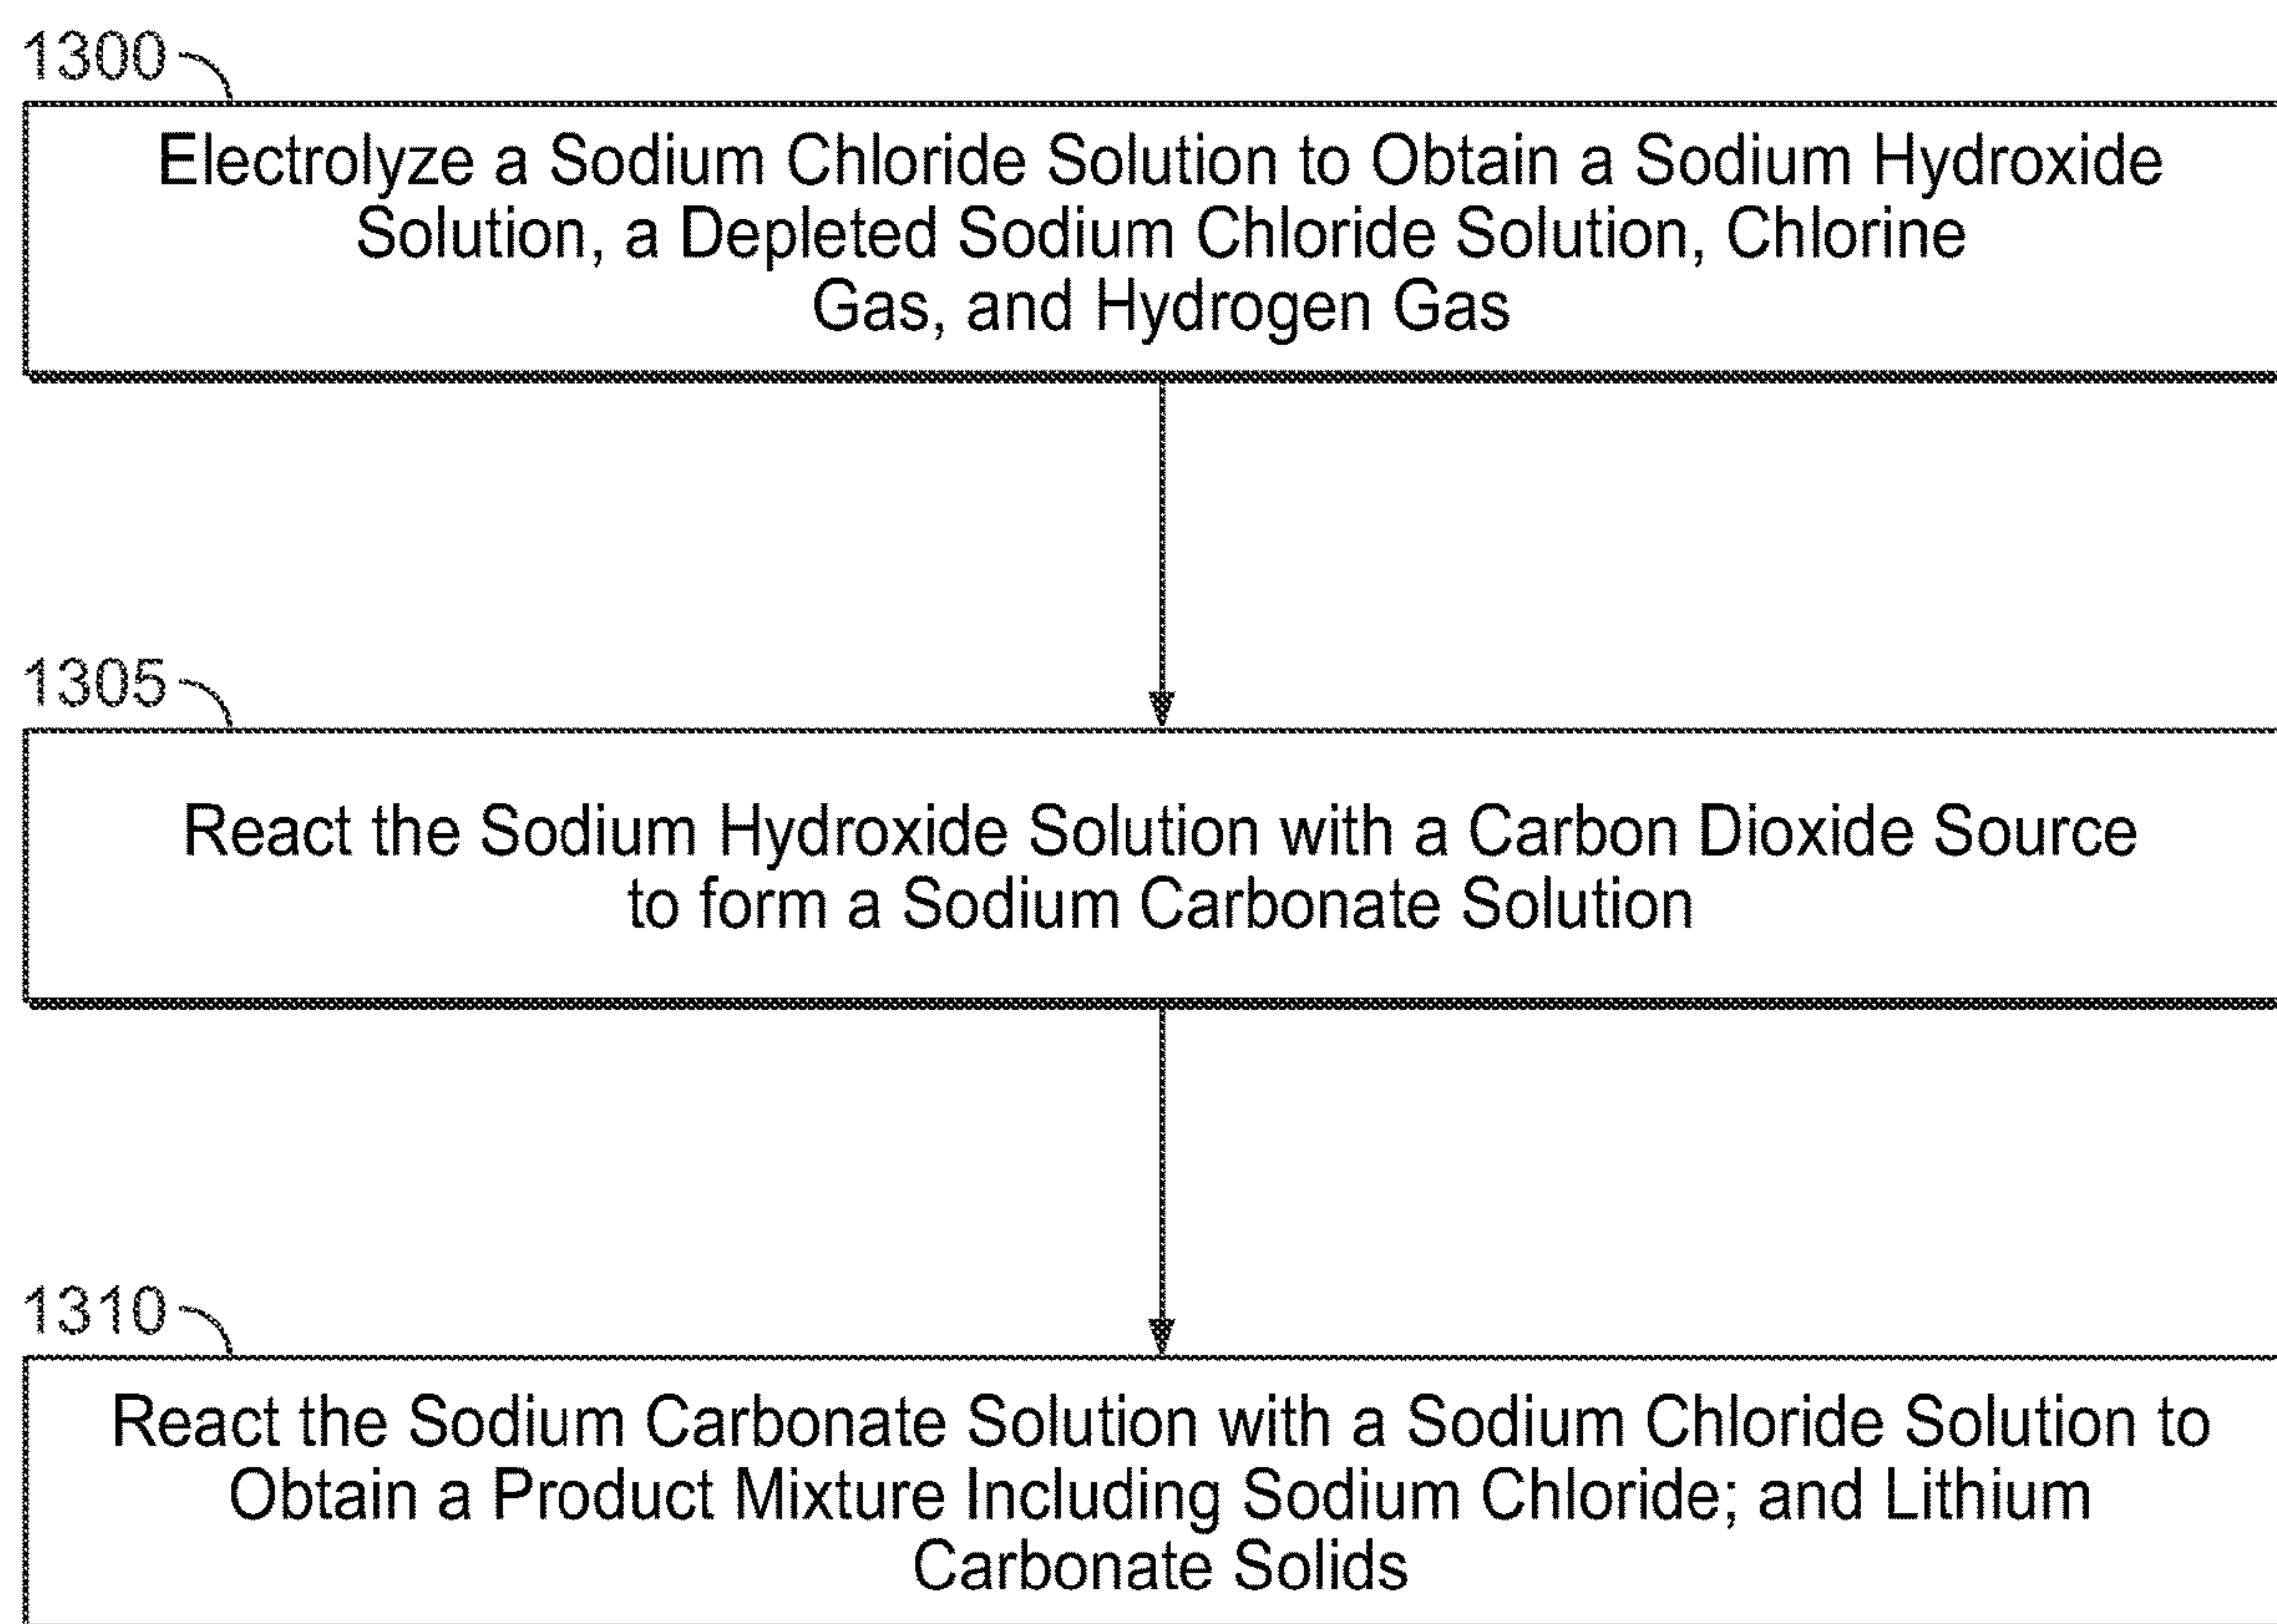 1300
Electrolyze a Sodium Chloride Solution to Obtain a Sodium Hydroxide
Solution, a Depleted Sodium Chloride Solution, Chlorine
Gas, and Hydrogen Gas
1305
React the Sodium Hydroxide Solution with a Carbon Dioxide Source
to form a Sodium Carbonate Solution
1310
React the Sodium Carbonate Solution with a Sodium Chloride Solution to
Obtain a Product Mixture Including Sodium Chloride; and Lithium
Carbonate Solids